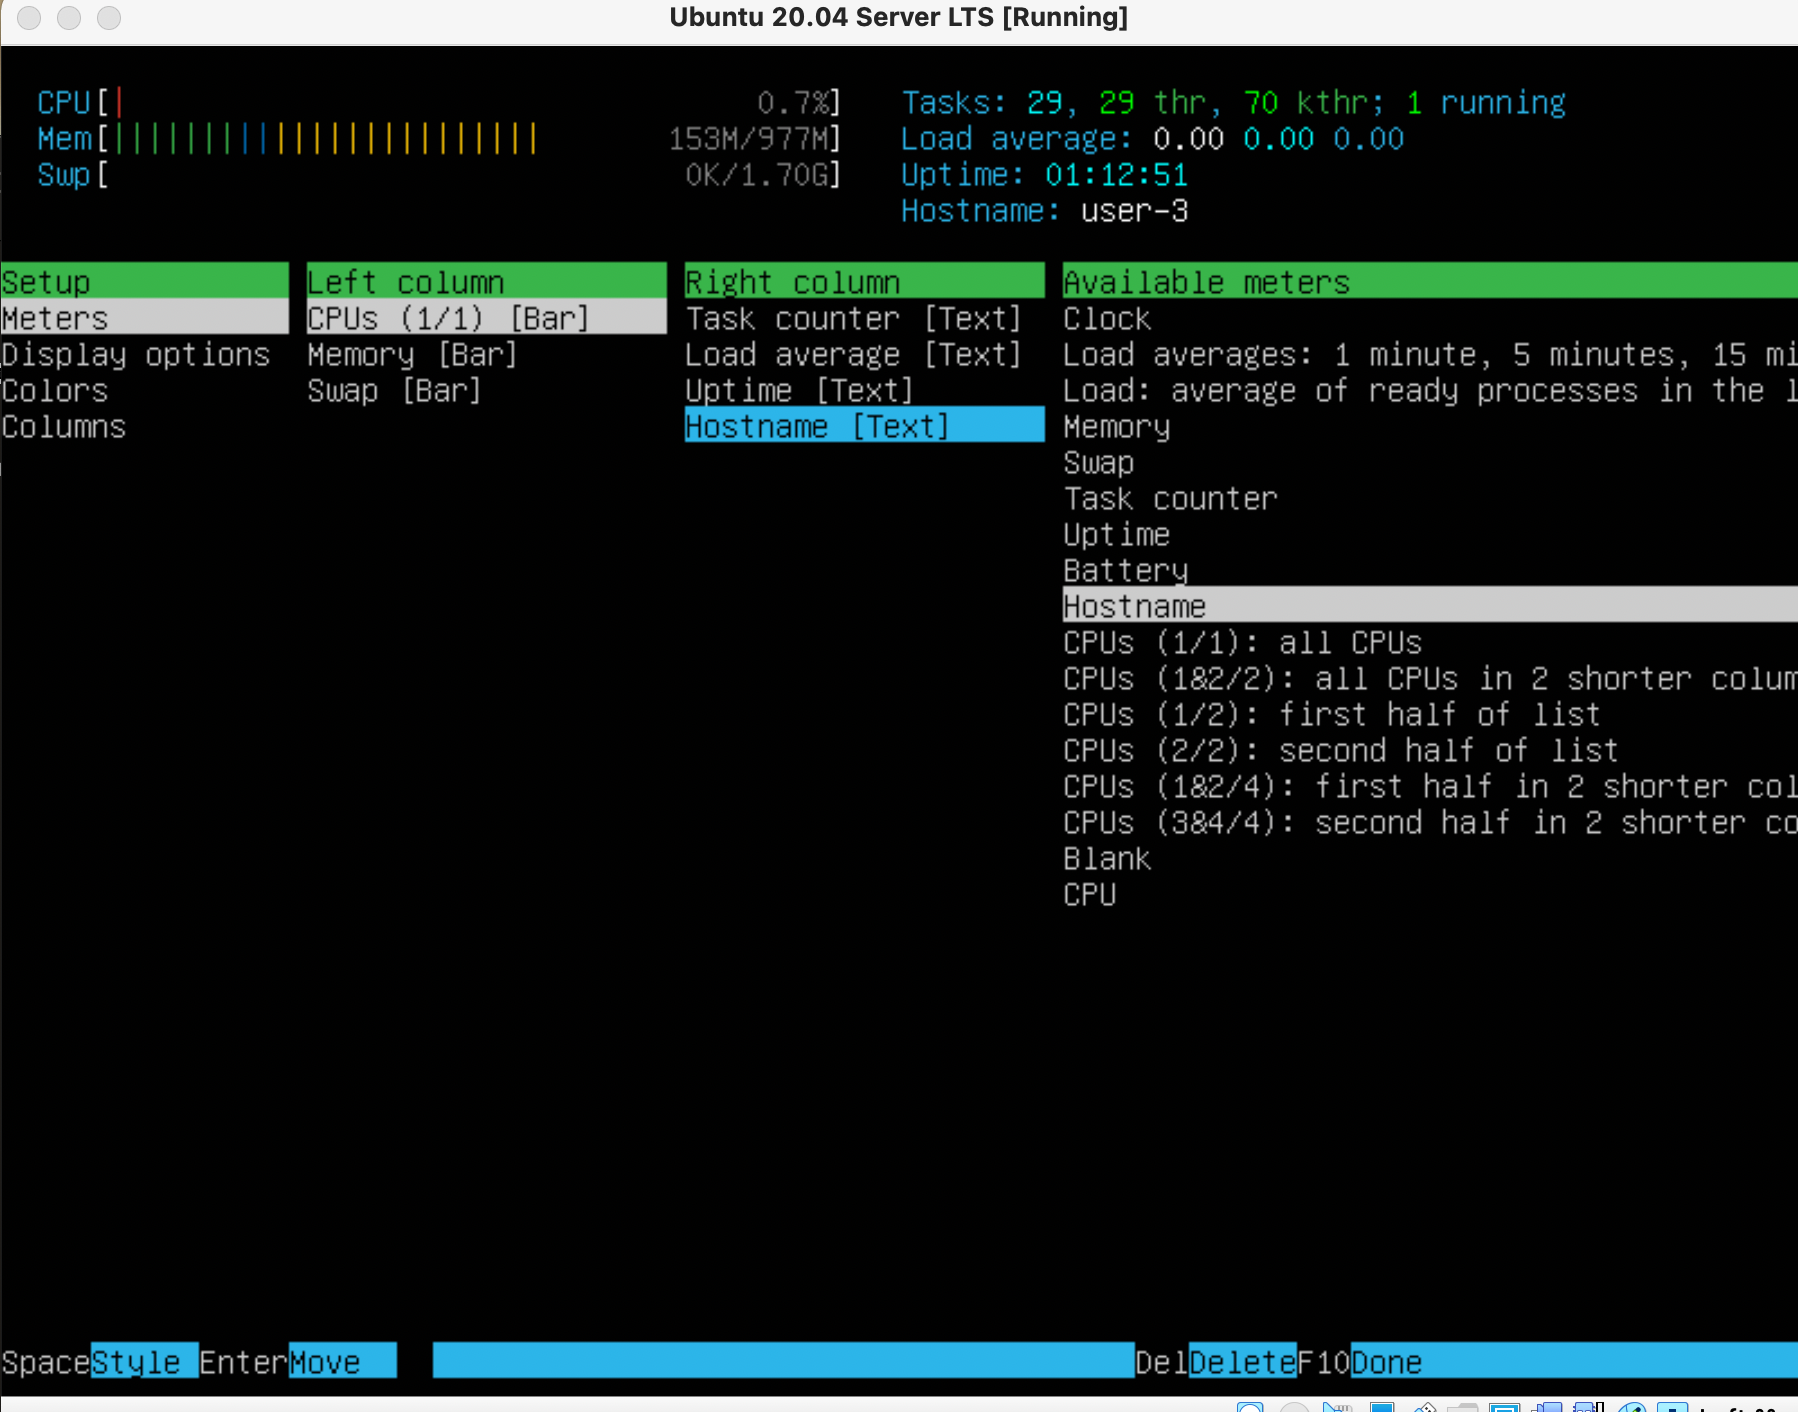 Ubuntu 20.04 Server LTS [Running]
CPU[| 0.7%] Tasks: 29, 29 thr, 70 kthr; 1 running
Mem[|||||||||||||||||||||||| 153M/977M] Load average: 0.00 0.00 0.00
Swp[ 0K/1.70G] Uptime: 01:12:51
Hostname: user-3
Setup Left column Right column Available meters
Meters CPUs (1/1) [Bar] Task counter [Text] Clock
Display options Memory [Bar] Load average [Text] Load averages: 1 minute, 5 minutes, 15 mi
Colors Swap [Bar] Uptime [Text] Load: average of ready processes in the l
Columns Hostname [Text] Memory
Swap
Task counter
Uptime
Battery
Hostname
CPUs (1/1): all CPUs
CPUs (1&2/2): all CPUs in 2 shorter colum
CPUs (1/2): first half of list
CPUs (2/2): second half of list
CPUs (1&2/4): first half in 2 shorter col
CPUs (3&4/4): second half in 2 shorter co
Blank
CPU
SpaceStyle EnterMove DelDeleteF10Done